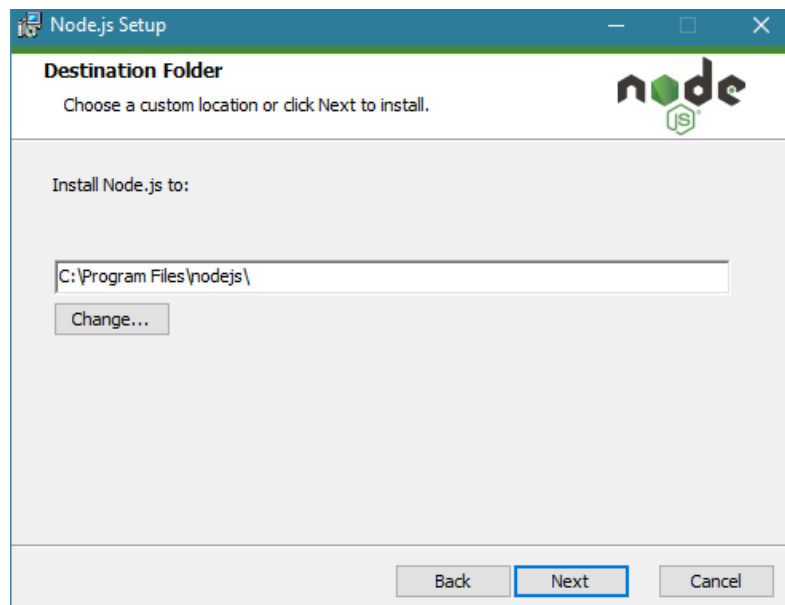 Node.js Setup
Destination Folder
Choose a custom location or click Next to install.
node
JS
Install Node.js to:
C:\Program Files\nodejs\
Change...
Back Next Cancel